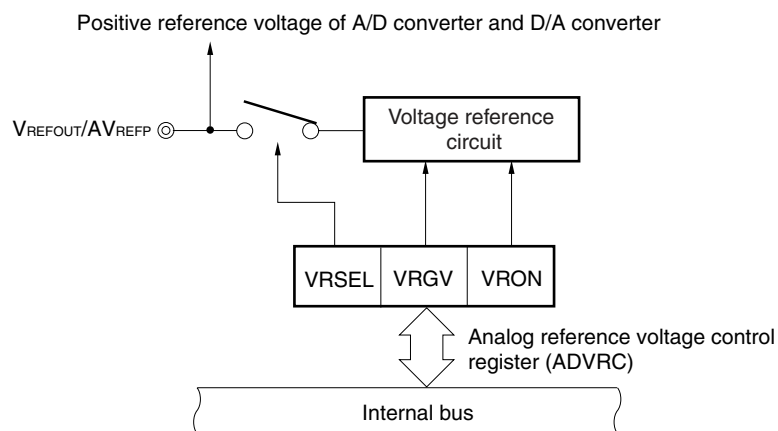 Positive reference voltage of A/D converter and D/A converter
VREFOUT/AVREFP
Voltage reference
circuit
VRSEL VRGV VRON
Analog reference voltage control
register (ADVRC)
Internal bus